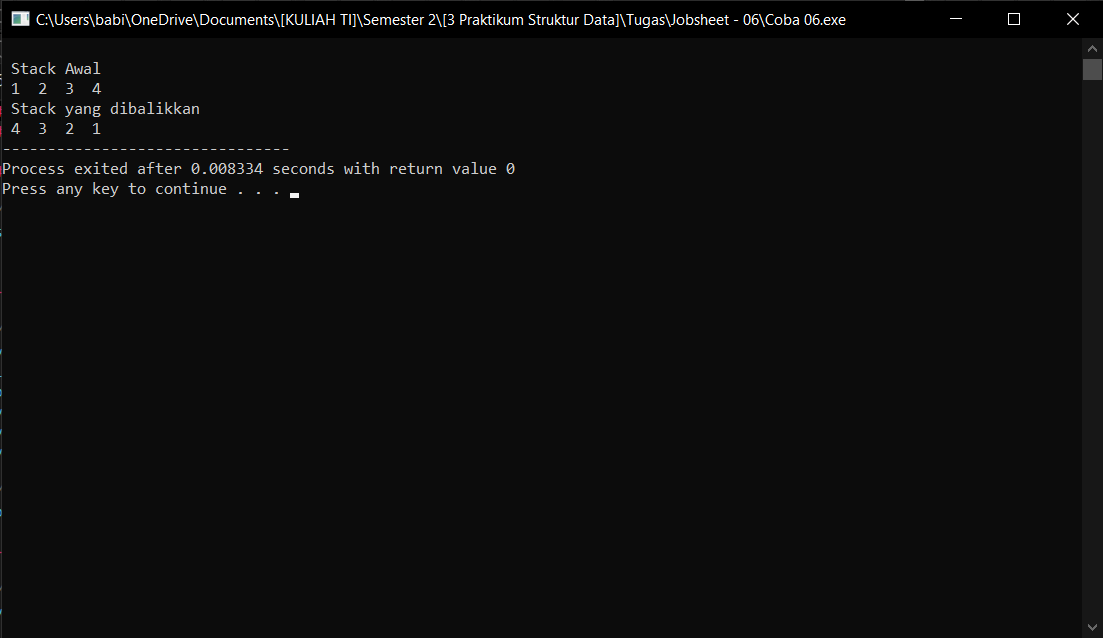 C:\Users\babi\OneDrive\Documents\[KULIAH TI]\Semester 2\[3 Praktikum Struktur Data]\Tugas\Jobsheet - 06\Coba 06.exe
Stack Awal
1  2  3  4
Stack yang dibalikkan
4  3  2  1
--------------------------------
Process exited after 0.008334 seconds with return value 0
Press any key to continue . . .